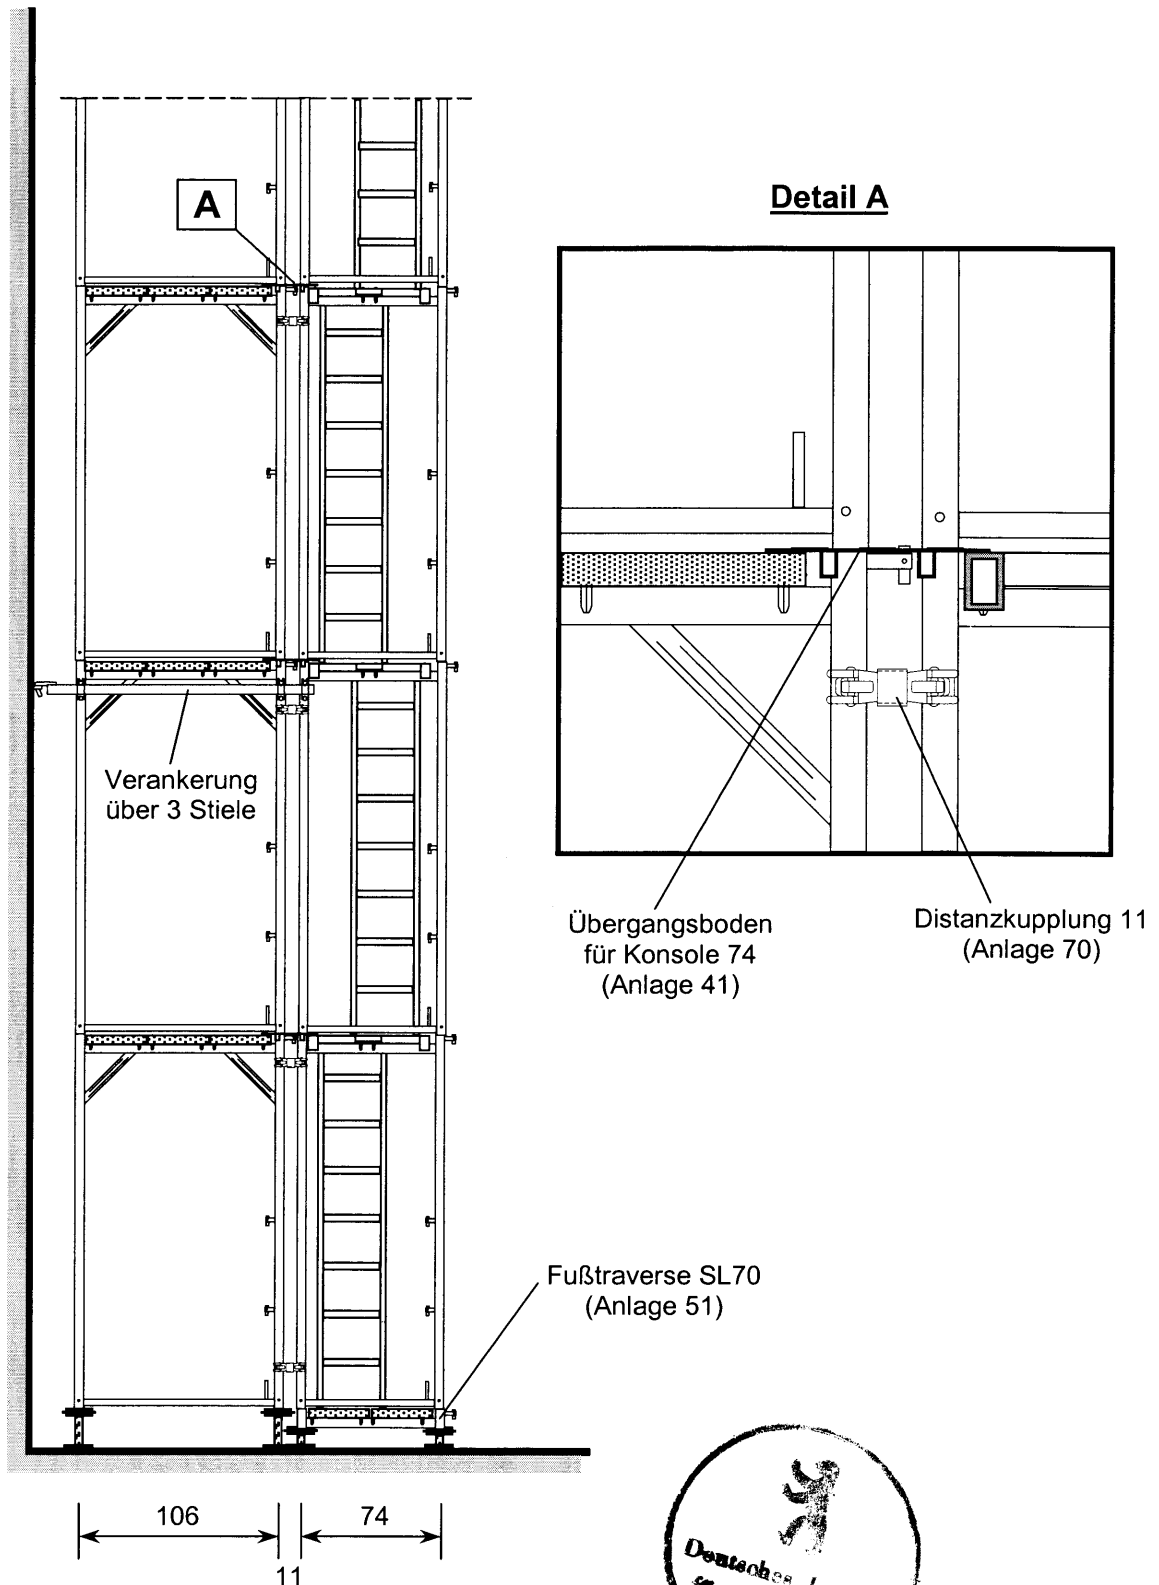 A
Detail A
Verankerung
über 3 Stiele
Übergangsboden
für Konsole 74
(Anlage 41)
Distanzkupplung 11
(Anlage 70)
Fußtraverse SL70
(Anlage 51)
106
74
11
Deutsches